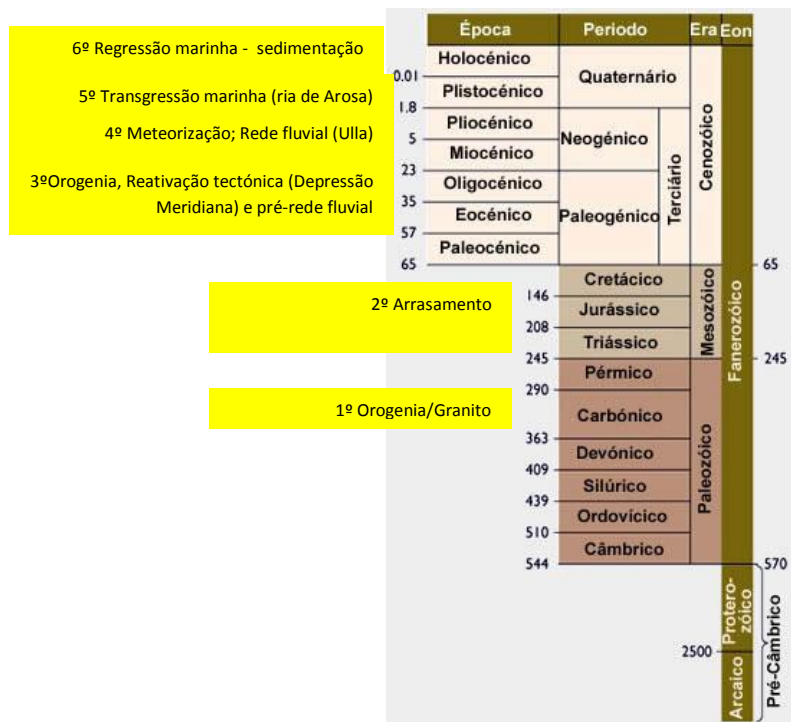 Época Periodo Era Eon
6º Regressão marinha - sedimentação
Holocénico
0.01
Quaternário
5º Transgressão marinha (ria de Arosa)
Plistocénico
1.8
4º Meteorização; Rede fluvial (Ulla)
Pliocénico
5
Neogénico
Miocénico
23
3ºOrogenia, Reativação tectónica (Depressão
Meridiana) e pré-rede fluvial
Oligocénico
35
Eocénico
Paleogénico
57
Paleocénico
65
Terciário
Cenozóico
65
Cretácico
146
2º Arrasamento
Jurássico
208
Triássico
245
Mesozóico
Fanerozóico
245
Pérmico
290
1º Orogenia/Granito
Carbónico
363
Devónico
409
Silúrico
439
Ordovícico
510
Câmbrico
544
Paleozóico
570
Protero-
zóico
2500
Arcaico
Pré-Câmbrico